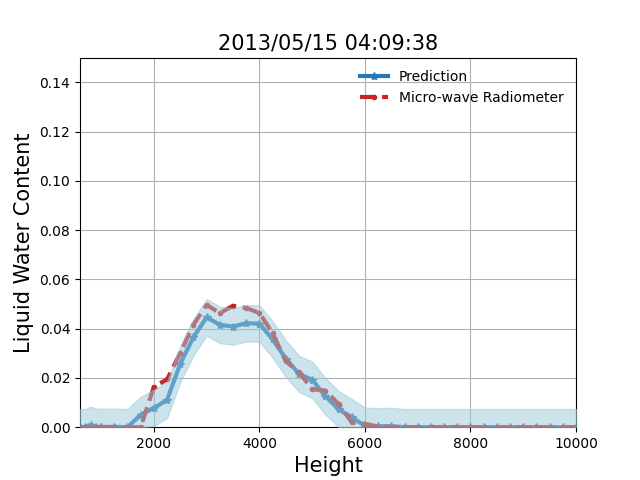 2013/05/15 04:09:38
Prediction
Micro-wave Radiometer
Liquid Water Content
0.14
0.12
0.10
0.08
0.06
0.04
0.02
0.00
2000 4000 6000 8000 10000
Height